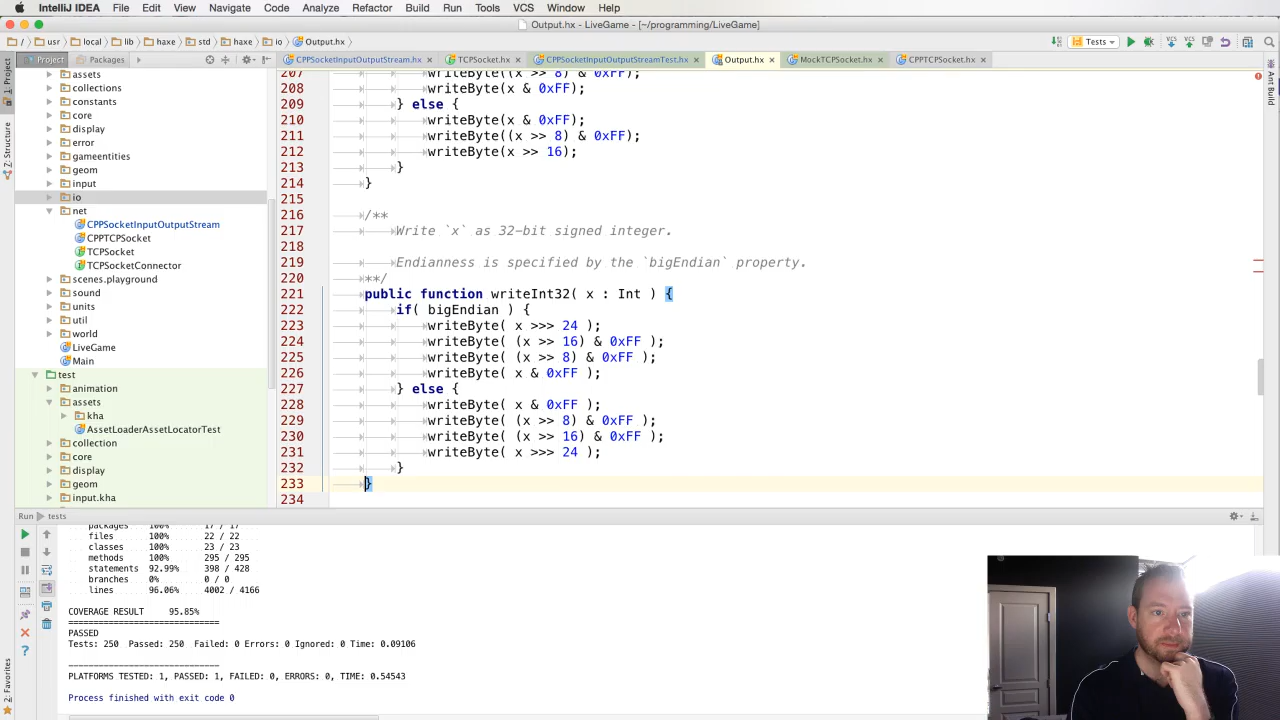 IntelliJ IDEA File Edit View Navigate Code Analyze Refactor Build Run Tools VCS Window Help
Output.hx - LiveGame - [~/programming/LiveGame]
/ usr local lib haxe std haxe io Output.hx Tests
Project Packages CPPSocketInputOutputStream.hx TCPSocket.hx CPPSocketInputOutputStreamTest.hx Output.hx MockTCPSocket.hx CPPTCPSocket.hx
1: Project
Z: Structure
Favorites
Ant Build
assets
collections
constants
core
display
error
gameentities
geom
input
io
net
CPPSocketInputOutputStream
CPPTCPSocket
TCPSocket
TCPSocketConnector
scenes.playground
sound
units
util
world
LiveGame
Main
test
animation
assets
kha
AssetLoaderAssetLocatorTest
collection
core
display
geom
input.kha
207 writeByte((x >> 8) & 0xFF);
208 writeByte(x & 0xFF);
209 } else {
210 writeByte(x & 0xFF);
211 writeByte((x >> 8) & 0xFF);
212 writeByte(x >> 16);
213 }
214 }
215
216 /**
217 Write `x` as 32-bit signed integer.
218
219 Endianness is specified by the `bigEndian` property.
220 **/
221 public function writeInt32( x : Int ) {
222 if( bigEndian ) {
223 writeByte( x >>> 24 );
224 writeByte( (x >> 16) & 0xFF );
225 writeByte( (x >> 8) & 0xFF );
226 writeByte( x & 0xFF );
227 } else {
228 writeByte( x & 0xFF );
229 writeByte( (x >> 8) & 0xFF );
230 writeByte( (x >> 16) & 0xFF );
231 writeByte( x >>> 24 );
232 }
233 }
234
Run tests
packages 100% 17 / 17
files 100% 22 / 22
classes 100% 23 / 23
methods 100% 295 / 295
statements 92.99% 398 / 428
branches 0% 0 / 0
lines 96.06% 4002 / 4166
COVERAGE RESULT 95.85%
==============================
PASSED
Tests: 250 Passed: 250 Failed: 0 Errors: 0 Ignored: 0 Time: 0.09106
------------------------------
PLATFORMS TESTED: 1, PASSED: 1, FAILED: 0, ERRORS: 0, TIME: 0.54543
Process finished with exit code 0